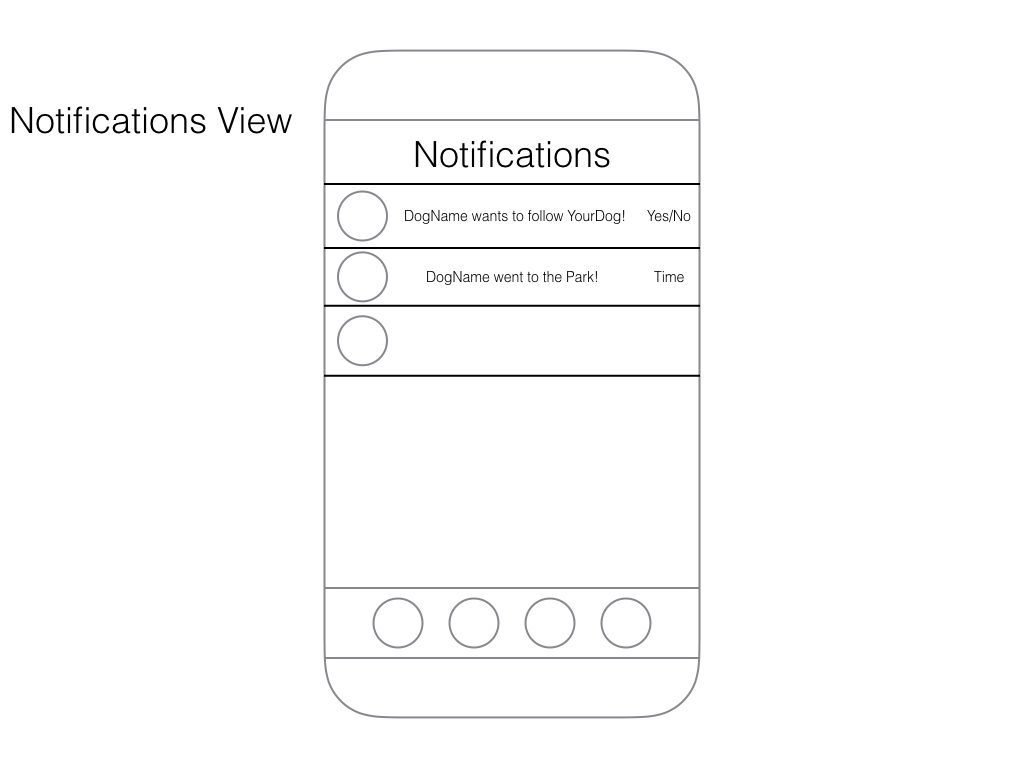 Notifications View
Notifications
DogName wants to follow YourDog! Yes/No
DogName went to the Park! Time